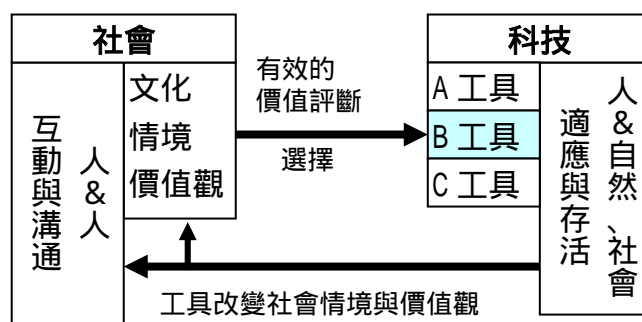 社會
人&人
互動與溝通
文化
情境
價值觀
有效的
價值評斷
選擇
科技
A 工具
B 工具
C 工具
人&自然、社會
適應與存活
工具改變社會情境與價值觀